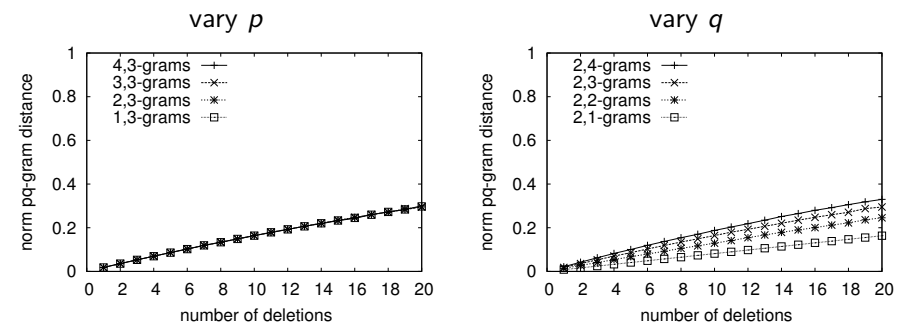 vary p
1
0.8
0.6
0.4
0.2
0
norm pq-gram distance
4,3-grams
3,3-grams
2,3-grams
1,3-grams
0 2 4 6 8 10 12 14 16 18 20
number of deletions
vary q
1
0.8
0.6
0.4
0.2
0
norm pq-gram distance
2,4-grams
2,3-grams
2,2-grams
2,1-grams
0 2 4 6 8 10 12 14 16 18 20
number of deletions